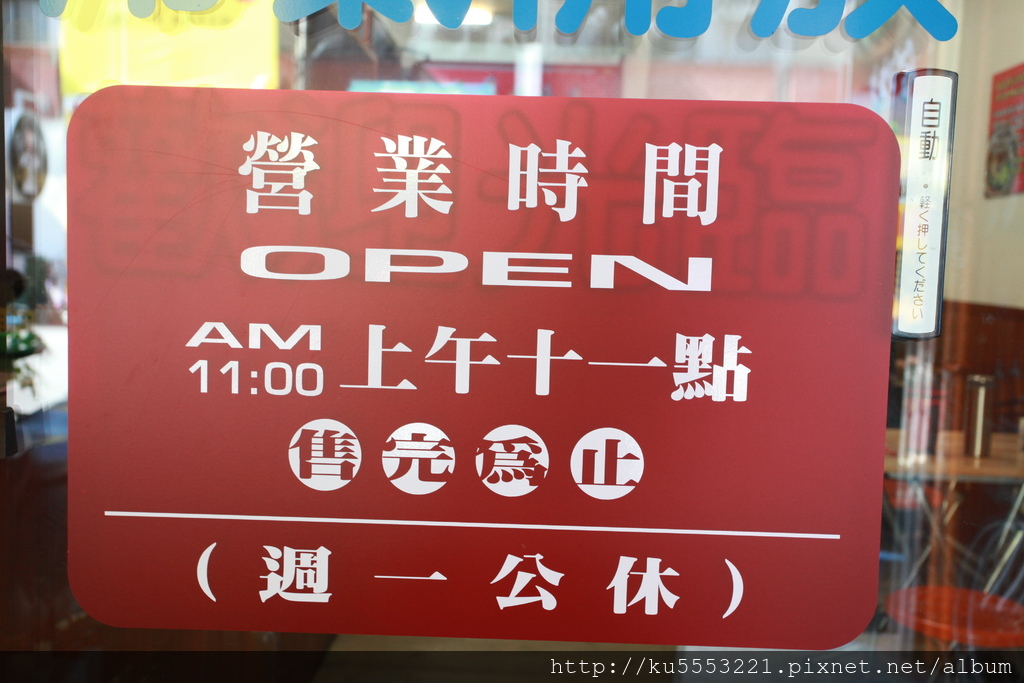 營業時間
OPEN
AM 11:00 上午十一點
售完為止
(週一公休)
自動
・軽く押してください
http://ku5553221.pixnet.net/album